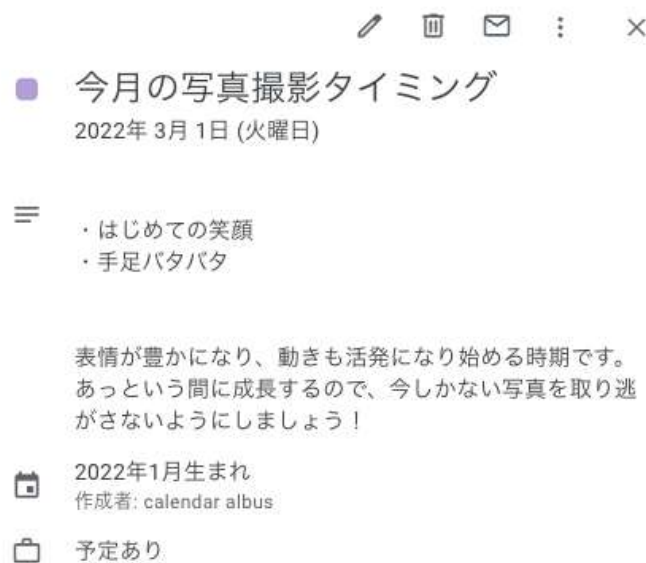 今月の写真撮影タイミング
2022年 3月 1日 (火曜日)
・はじめての笑顔
・手足バタバタ
表情が豊かになり、動きも活発になり始める時期です。
あっという間に成長するので、今しかない写真を取り逃
がさないようにしましょう！
2022年1月生まれ
作成者: calendar albus
予定あり